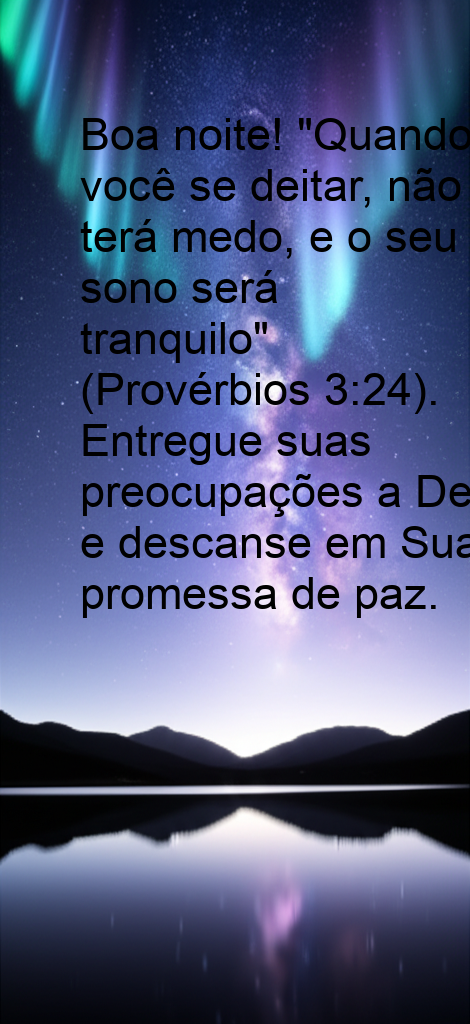 Boa noite! "Quando
você se deitar, não
terá medo, e o seu
sono será
tranquilo"
(Provérbios 3:24).
Entregue suas
preocupações a De
e descanse em Sua
promessa de paz.